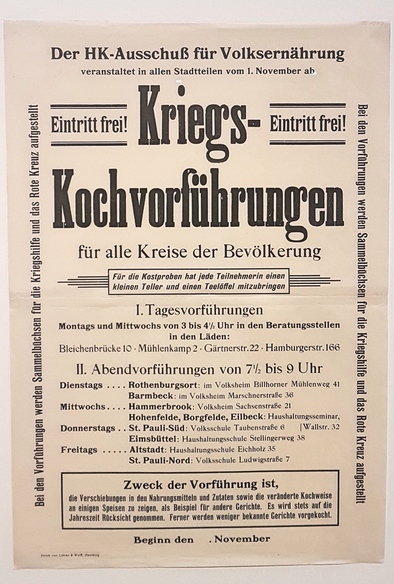 Der HK-Ausschuß für Volksernährung
veranstaltet in allen Stadtteilen vom 1. November ab
Eintritt frei!
Kriegs-
Eintritt frei!
Kochvorführungen
für alle Kreise der Bevölkerung
Für die Kostproben hat jede Teilnehmerin einen
kleinen Teller und einen Teelöffel mitzubringen
I. Tagesvorführungen
Montags und Mittwochs von 3 bis 4½ Uhr in den Beratungsstellen
in den Läden:
Bleichenbrücke 10 · Mühlenkamp 2 · Gärtnerstr. 22 · Hamburgerstr. 166
II. Abendvorführungen von 7½ bis 9 Uhr
Dienstags .... Rothenburgsort: im Volksheim Billhorner Mühlenweg 41
Barmbeck: im Volksheim Marschnerstraße 36
Mittwochs.... Hammerbrook: Volksschule Sachsenstraße 21
Hohenfelde, Borgfelde, Eilbeck: Haushaltungsseminar,
Donnerstags .. St. Pauli-Süd: Volksschule Taubenstraße 6 [Wallstr. 32
Eimsbüttel: Haushaltungsschule Stellingerweg 38
Freitags ..... Altstadt: Haushaltungsschule Eichholz 35
St. Pauli-Nord: Volksschule Ludwigstraße 7
Zweck der Vorführung ist,
die Verschiebungen in den Nahrungsmitteln und Zutaten sowie die veränderte Kochweise
an einigen Speisen zu zeigen, als Beispiel für andere Gerichte. Es wird stets auf die
Jahreszeit Rücksicht genommen. Ferner werden weniger bekannte Gerichte vorgekocht.
Beginn den . November
Bei den Vorführungen werden Sammelbüchsen für die Kriegshilfe und das Rote Kreuz aufgestellt
Bei den Vorführungen werden Sammelbüchsen für die Kriegshilfe und das Rote Kreuz aufgestellt